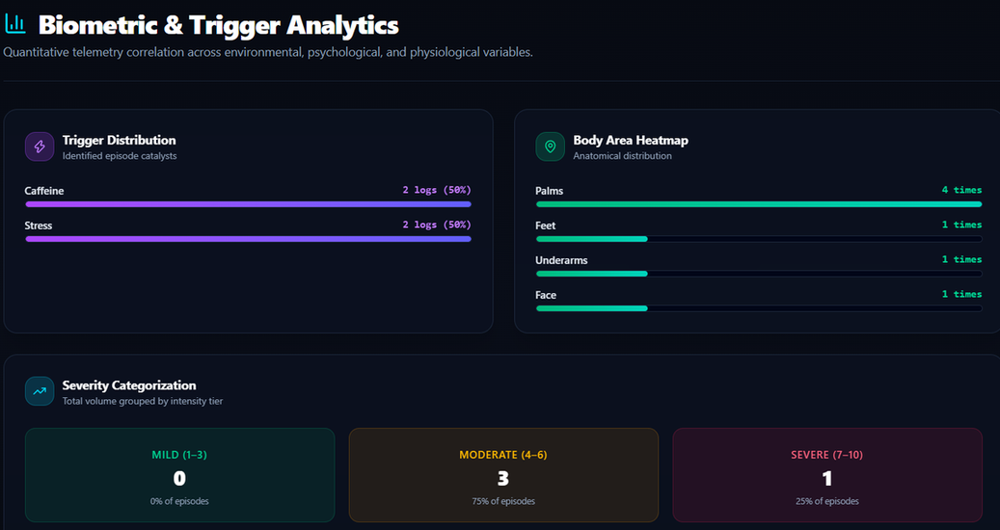 Biometric & Trigger Analytics
Quantitative telemetry correlation across environmental, psychological, and physiological variables.
Trigger Distribution
Identified episode catalysts
Caffeine 2 logs (50%)
Stress 2 logs (50%)
Body Area Heatmap
Anatomical distribution
Palms 4 times
Feet 1 times
Underarms 1 times
Face 1 times
Severity Categorization
Total volume grouped by intensity tier
MILD (1–3)
0
0% of episodes
MODERATE (4–6)
3
75% of episodes
SEVERE (7–10)
1
25% of episodes